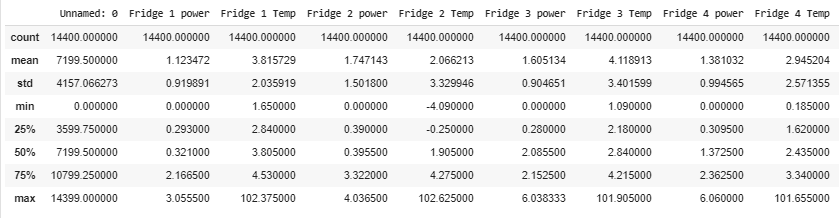 Unnamed: 0 Fridge 1 power Fridge 1 Temp Fridge 2 power Fridge 2 Temp Fridge 3 power Fridge 3 Temp Fridge 4 power Fridge 4 Temp
count 14400.000000 14400.000000 14400.000000 14400.000000 14400.000000 14400.000000 14400.000000 14400.000000 14400.000000
mean 7199.500000 1.123472 3.815729 1.747143 2.066213 1.605134 4.118913 1.381032 2.945204
std 4157.066273 0.919891 2.035919 1.501800 3.329946 0.904651 3.401599 0.994565 2.571355
min 0.000000 0.000000 1.650000 0.000000 -4.090000 0.000000 1.090000 0.000000 0.185000
25% 3599.750000 0.293000 2.840000 0.390000 -0.250000 0.280000 2.180000 0.309500 1.620000
50% 7199.500000 0.321000 3.805000 0.395500 1.905000 2.085500 2.840000 1.372500 2.435000
75% 10799.250000 2.166500 4.530000 3.322000 4.275000 2.152500 4.215000 2.362500 3.340000
max 14399.000000 3.055500 102.375000 4.036500 102.625000 6.038333 101.905000 6.060000 101.655000